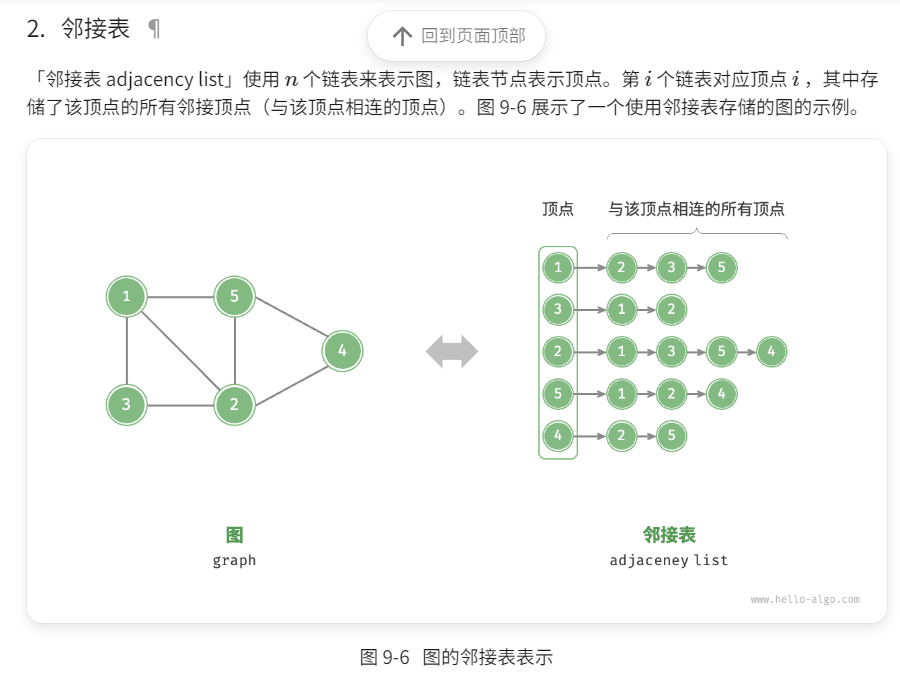 2. 邻接表 ¶
回到页面顶部
「邻接表 adjacency list」使用 n 个链表来表示图，链表节点表示顶点。第 i 个链表对应顶点 i ，其中存
储了该顶点的所有邻接顶点（与该顶点相连的顶点）。图 9-6 展示了一个使用邻接表存储的图的示例。
顶点 与该顶点相连的所有顶点
1 5 4 3 2
1 2 3 5
3 1 2
2 1 3 5 4
5 1 2 4
4 2 5
图
graph
邻接表
adjaceney list
www.hello-algo.com
图 9-6 图的邻接表表示